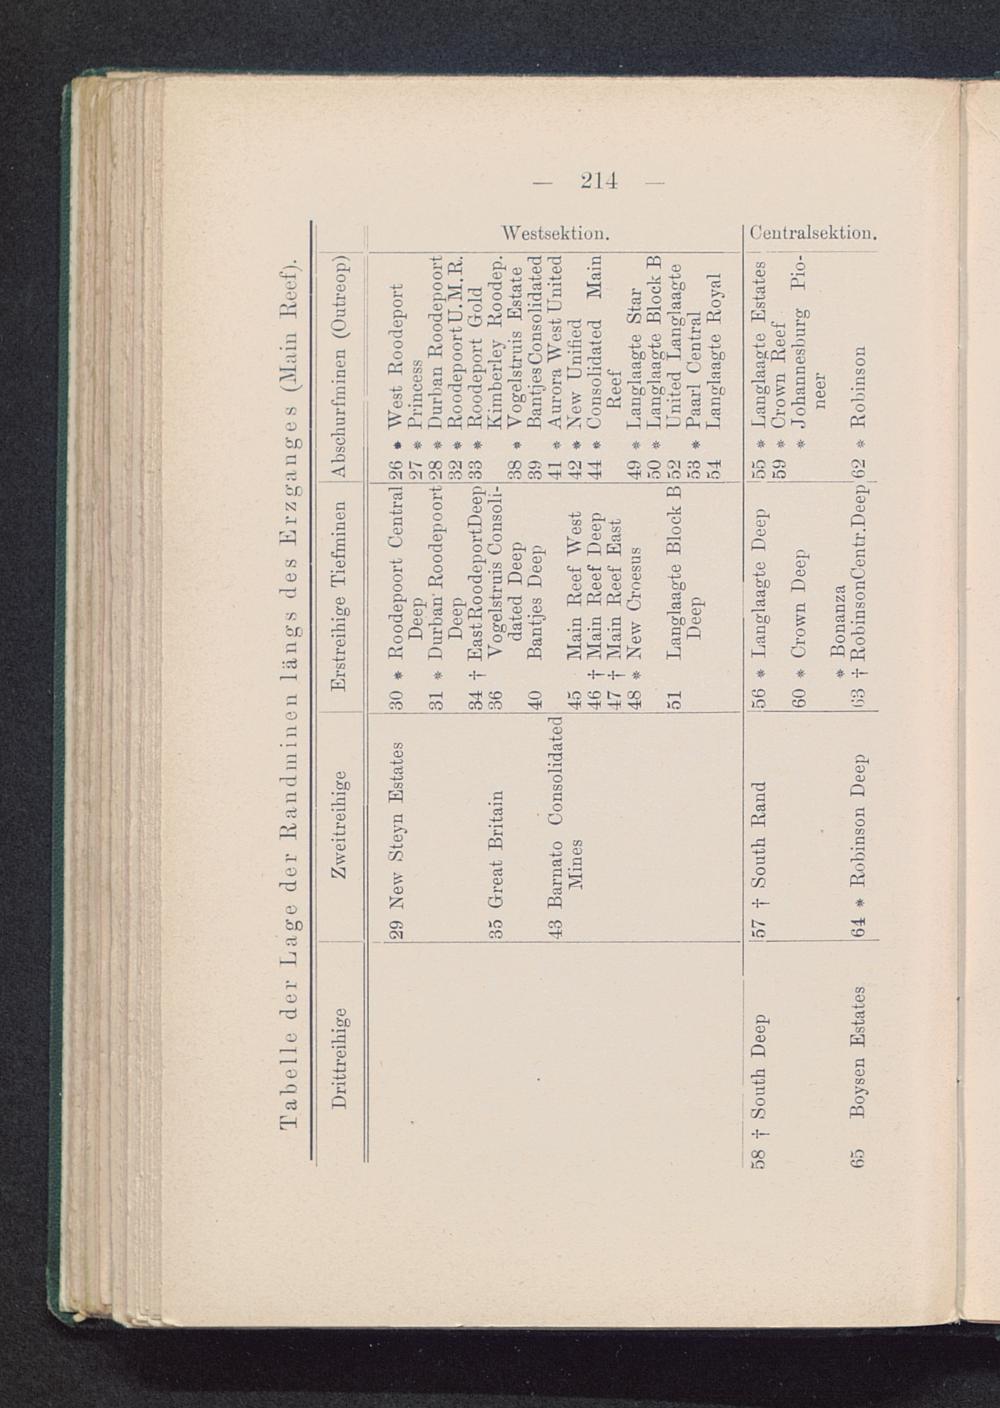 — 214 —
Tabelle der Lage der Randminen längs des Erzganges (Main Reef).
Drittreihige Zweitreihige Erstreihige Tiefminen Abschurfminen (Outreop)
Westsektion.
29 New Steyn Estates 30 * Roodepoort Central 26 * West Roodeport
Deep 27 * Princess
31 * Durban Roodepoort 28 * Durban Roodepoort
Deep 32 * Roodepoort U.M.R.
34 † East Roodeport Deep 33 * Roodeport Gold
35 Great Britain 36 Vogelstruis Consoli- Kimberley Roodep.
dated Deep 38 * Vogelstruis Estate
40 Bantjes Deep 39 Bantjes Consolidated
43 Barnato Consolidated 41 * Aurora West United
Mines 45 Main Reef West 42 * New Unified
46 † Main Reef Deep 44 * Consolidated Main
47 † Main Reef East Reef
48 * New Croesus 49 * Langlaagte Star
50 * Langlaagte Block B
51 Langlaagte Block B 52 United Langlaagte
Deep 53 * Paarl Central
54 Langlaagte Royal
Centralsektion.
58 † South Deep 57 † South Rand 56 * Langlaagte Deep 55 * Langlaagte Estates
59 * Crown Reef
60 * Crown Deep * Johannesburg Pio-
neer
* Bonanza
65 Boysen Estates 64 * Robinson Deep 63 † Robinson Centr. Deep 62 * Robinson